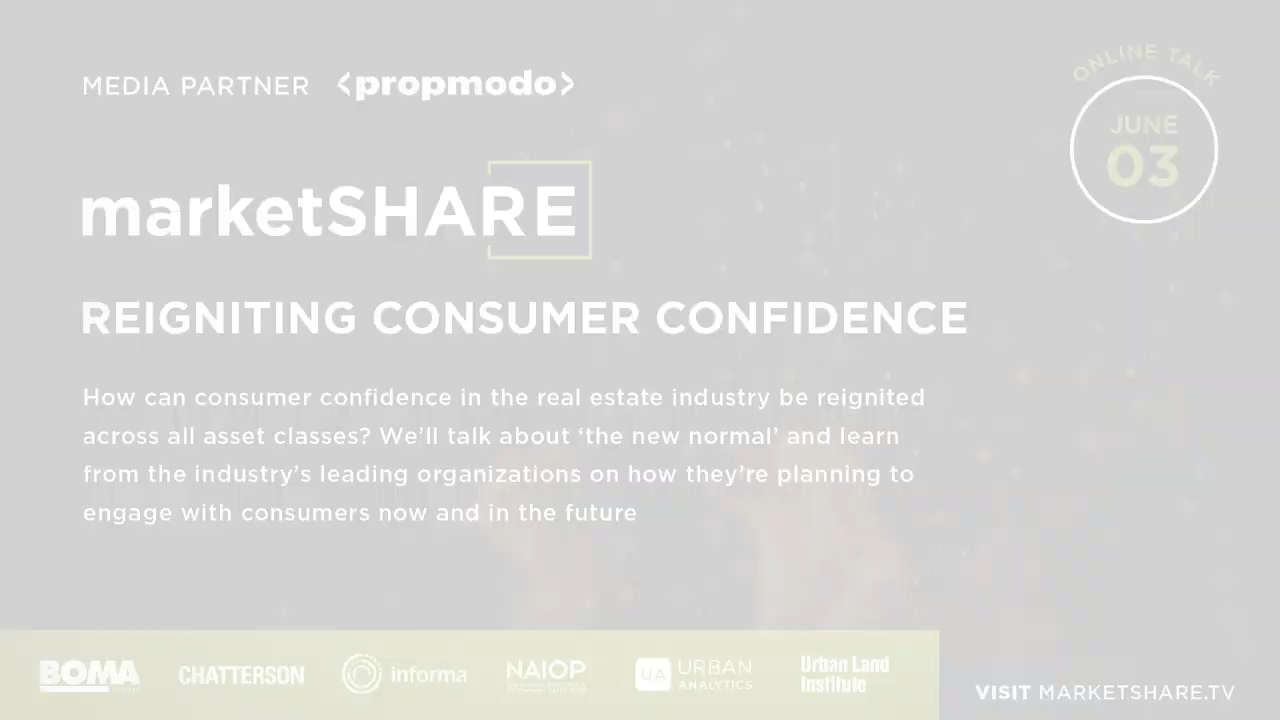 MEDIA PARTNER <propmodo>
ONLINE TALK
JUNE
03
marketSHARE
REIGNITING CONSUMER CONFIDENCE
How can consumer confidence in the real estate industry be reignited
across all asset classes? We'll talk about ‘the new normal’ and learn
from the industry's leading organizations on how they're planning to
engage with consumers now and in the future
BOMA
CHATTERSON
informa
NAIOP
UA URBAN
ANALYTICS
Urban Land
Institute
VISIT MARKETSHARE.TV